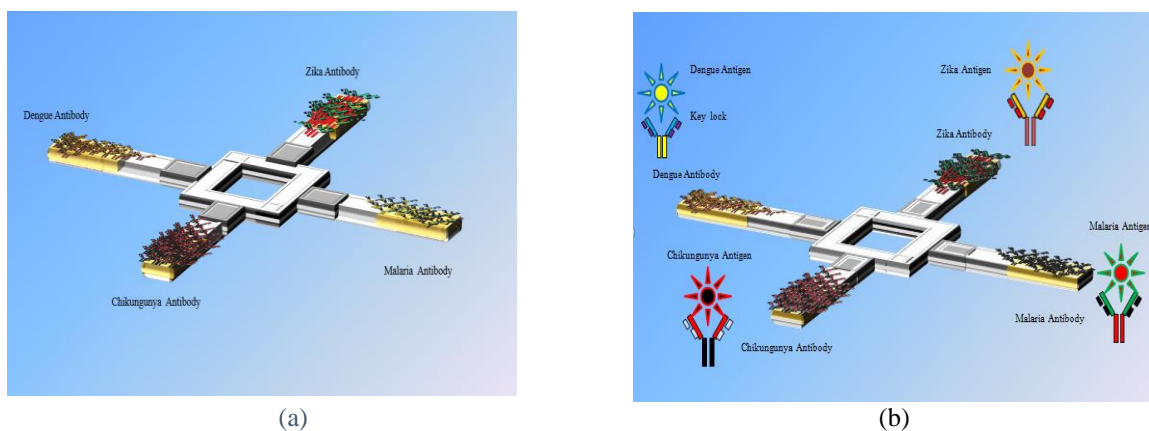 Zika Antibody
Dengue Antibody
Malaria Antibody
Chikungunya Antibody
(a)
Dengue Antigen
Zika Antigen
Key lock
Zika Antibody
Dengue Antibody
Malaria Antigen
Chikungunya Antigen
Malaria Antibody
Chikungunya Antibody
(b)